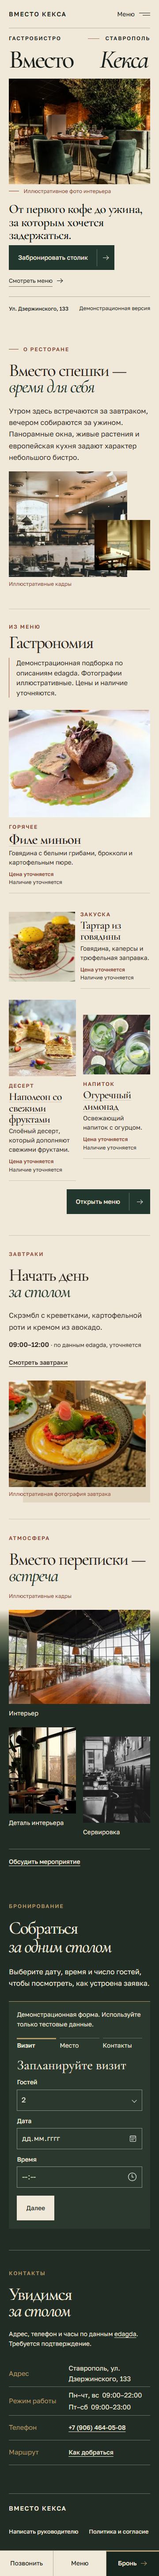 ВМЕСТО КЕКСА
Меню
ГАСТРОБИСТРО
СТАВРОПОЛЬ
Вместо Кекса
Иллюстративное фото интерьера
От первого кофе до ужина,
за которым хочется
задержаться.
Забронировать столик →
Смотреть меню →
Ул. Дзержинского, 133
Демонстрационная версия
О РЕСТОРАНЕ
Вместо спешки —
время для себя
Утром здесь встречаются за завтраком,
вечером собираются за ужином.
Панорамные окна, живые растения и
европейская кухня задают характер
небольшого бистро.
Иллюстративные кадры
ИЗ МЕНЮ
Гастрономия
Демонстрационная подборка по
описаниям edagda. Фотографии
иллюстративные. Цены и наличие
уточняются.
ГОРЯЧЕЕ
Филе миньон
Говядина с белыми грибами, брокколи и
картофельным пюре.
Цена уточняется
Наличие уточняется
ЗАКУСКА
Тартар из
говядины
Говядина, каперсы и
трюфельная заправка.
Цена уточняется
Наличие уточняется
ДЕСЕРТ
Наполеон со
свежими
фруктами
Слоёный десерт,
который дополняют
свежими фруктами.
Цена уточняется
Наличие уточняется
НАПИТОК
Огуречный
лимонад
Освежающий
напиток с огурцом.
Цена уточняется
Наличие уточняется
Открыть меню →
ЗАВТРАКИ
Начать день
за столом
Скрэмбл с креветками, картофельной
роти и кремом из авокадо.
09:00–12:00 · по данным edagda, уточняется
Смотреть завтраки
Иллюстративная фотография завтрака
АТМОСФЕРА
Вместо переписки —
встреча
Иллюстративные кадры
Интерьер
Деталь интерьера
Сервировка
Обсудить мероприятие
БРОНИРОВАНИЕ
Собраться
за одним столом
Выберите дату, время и число гостей,
чтобы посмотреть, как устроена заявка.
Демонстрационная форма. Используйте
только тестовые данные.
Визит
Место
Контакты
Запланируйте визит
Гостей
2
Дата
дд.мм.гггг
Время
--:--
Далее
КОНТАКТЫ
Увидимся
за столом
Адрес, телефон и часы по данным edagda.
Требуется подтверждение.
Адрес
Ставрополь, ул.
Дзержинского, 133
Режим работы
Пн–чт, вс 09:00–22:00
Пт–сб 09:00–23:00
Телефон
+7 (906) 464-05-08
Маршрут
Как добраться
ВМЕСТО КЕКСА
Написать руководителю
Политика и согласие
Позвонить
Меню
Бронь →